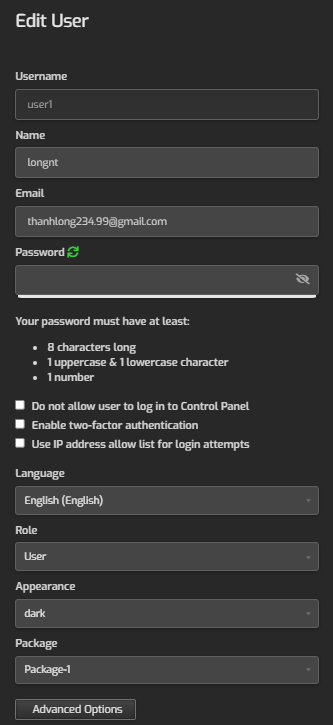 Edit User
Username
user1
Name
longnt
Email
thanhlong234.99@gmail.com
Password
Your password must have at least:
8 characters long
1 uppercase & 1 lowercase character
1 number
Do not allow user to log in to Control Panel
Enable two-factor authentication
Use IP address allow list for login attempts
Language
English (English)
Role
User
Appearance
dark
Package
Package-1
Advanced Options